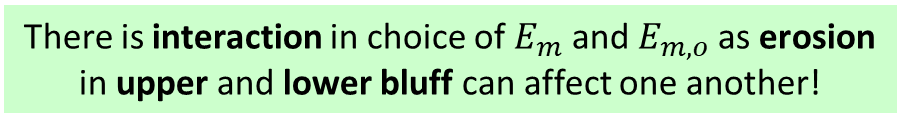 There is interaction in choice of $E_m$ and $E_{m,o}$ as erosion
in upper and lower bluff can affect one another!